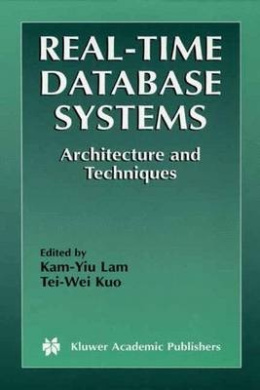 REAL-TIME
DATABASE
SYSTEMS
Architecture and
Techniques
Edited by
Kam-Yiu Lam
Tei-Wei Kuo
Kluwer Academic Publishers